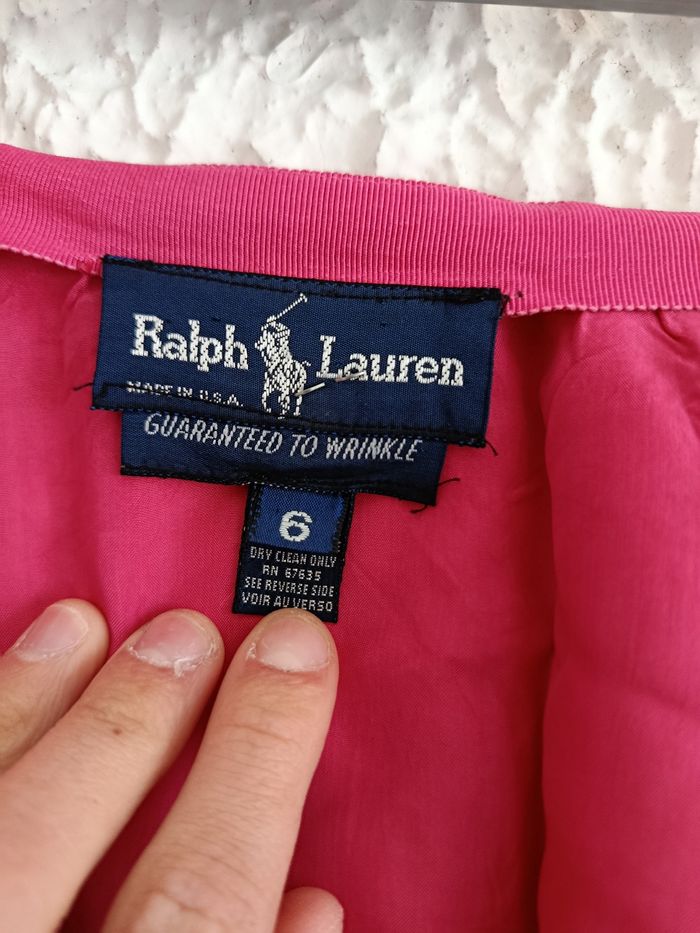 Ralph Lauren
MADE IN U.S.A.
GUARANTEED TO WRINKLE
6
DRY CLEAN ONLY
RN 67635
SEE REVERSE SIDE
VOIR AU VERSO